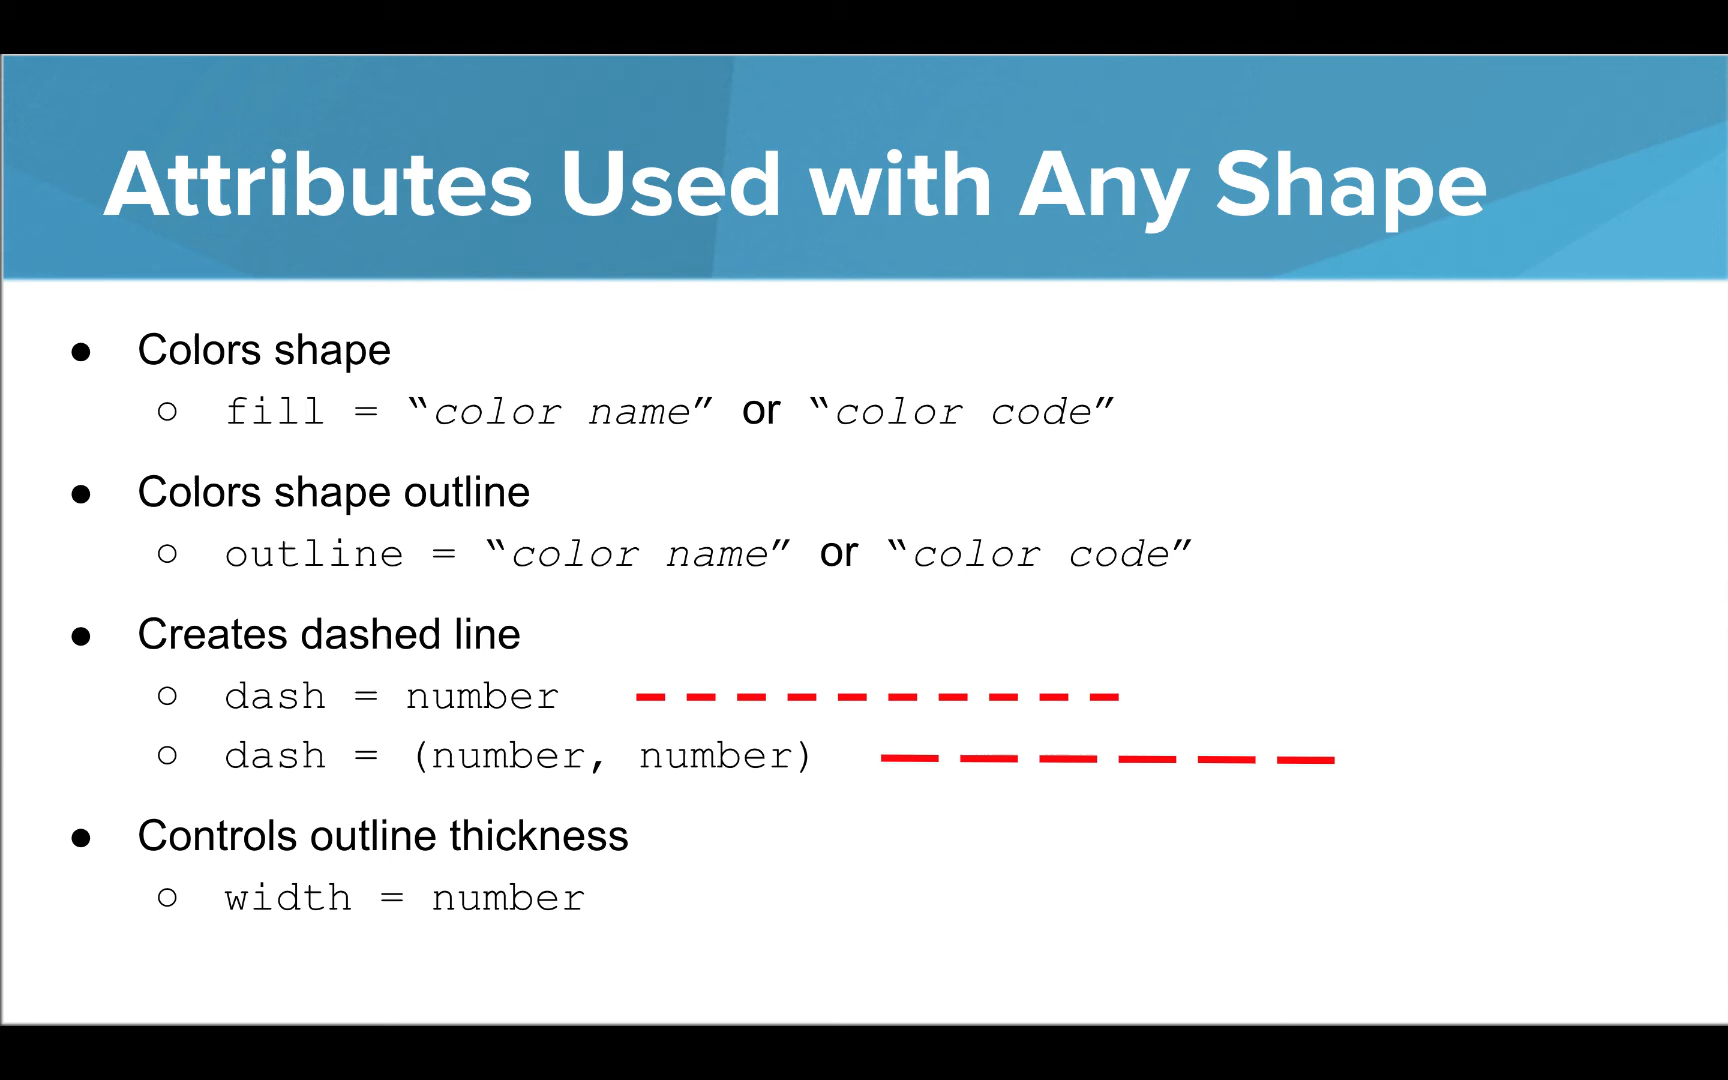 Attributes Used with Any Shape
● Colors shape
○ fill = “color name” or “color code”
● Colors shape outline
○ outline = “color name” or “color code”
● Creates dashed line
○ dash = number
○ dash = (number, number)
● Controls outline thickness
○ width = number